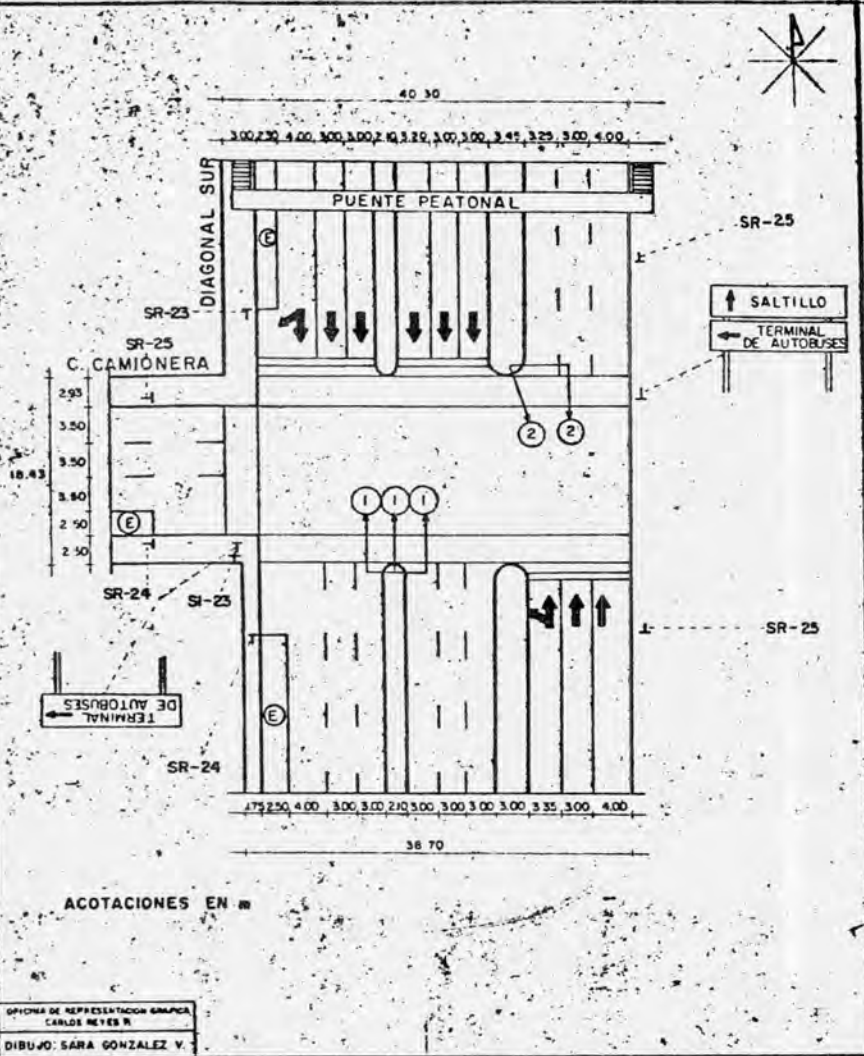 40 30
3.00 2.50 4.00 3.00 3.00 2.10 3.20 3.00 3.00 3.45 3.25 3.00 4.00
DIAGONAL SUR
PUENTE PEATONAL
E
SR-25
SR-23
SALTILLO
TERMINAL
DE AUTOBUSES
SR-25
C. CAMIONERA
2.93
3.50
3.50
18.43
2 50
2 50
2 2
1 1 1
E
SR-24
SI-23
SR-25
TERMINAL
DE AUTOBUSES
E
SR-24
1.75 2.50 4.00 3.00 3.00 2.10 3.00 3.00 3.00 3.00 3.35 3.00 4.00
38 70
ACOTACIONES EN m
OFICINA DE REPRESENTACION GRAFICA
CARLOS REYES R.
DIBUJO: SARA GONZALEZ V.